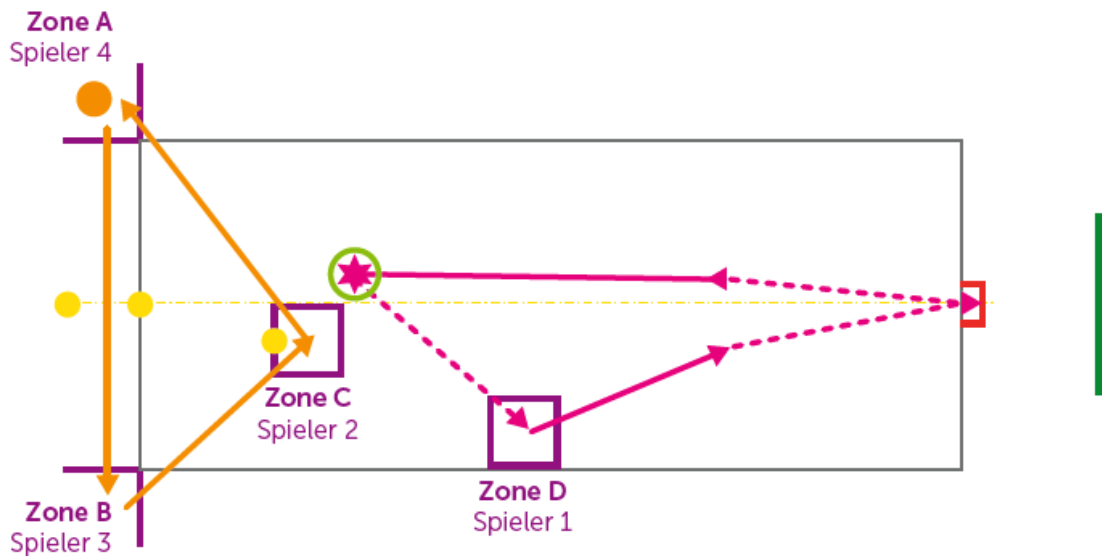 Zone A
Spieler 4
Zone C
Spieler 2
Zone D
Spieler 1
Zone B
Spieler 3